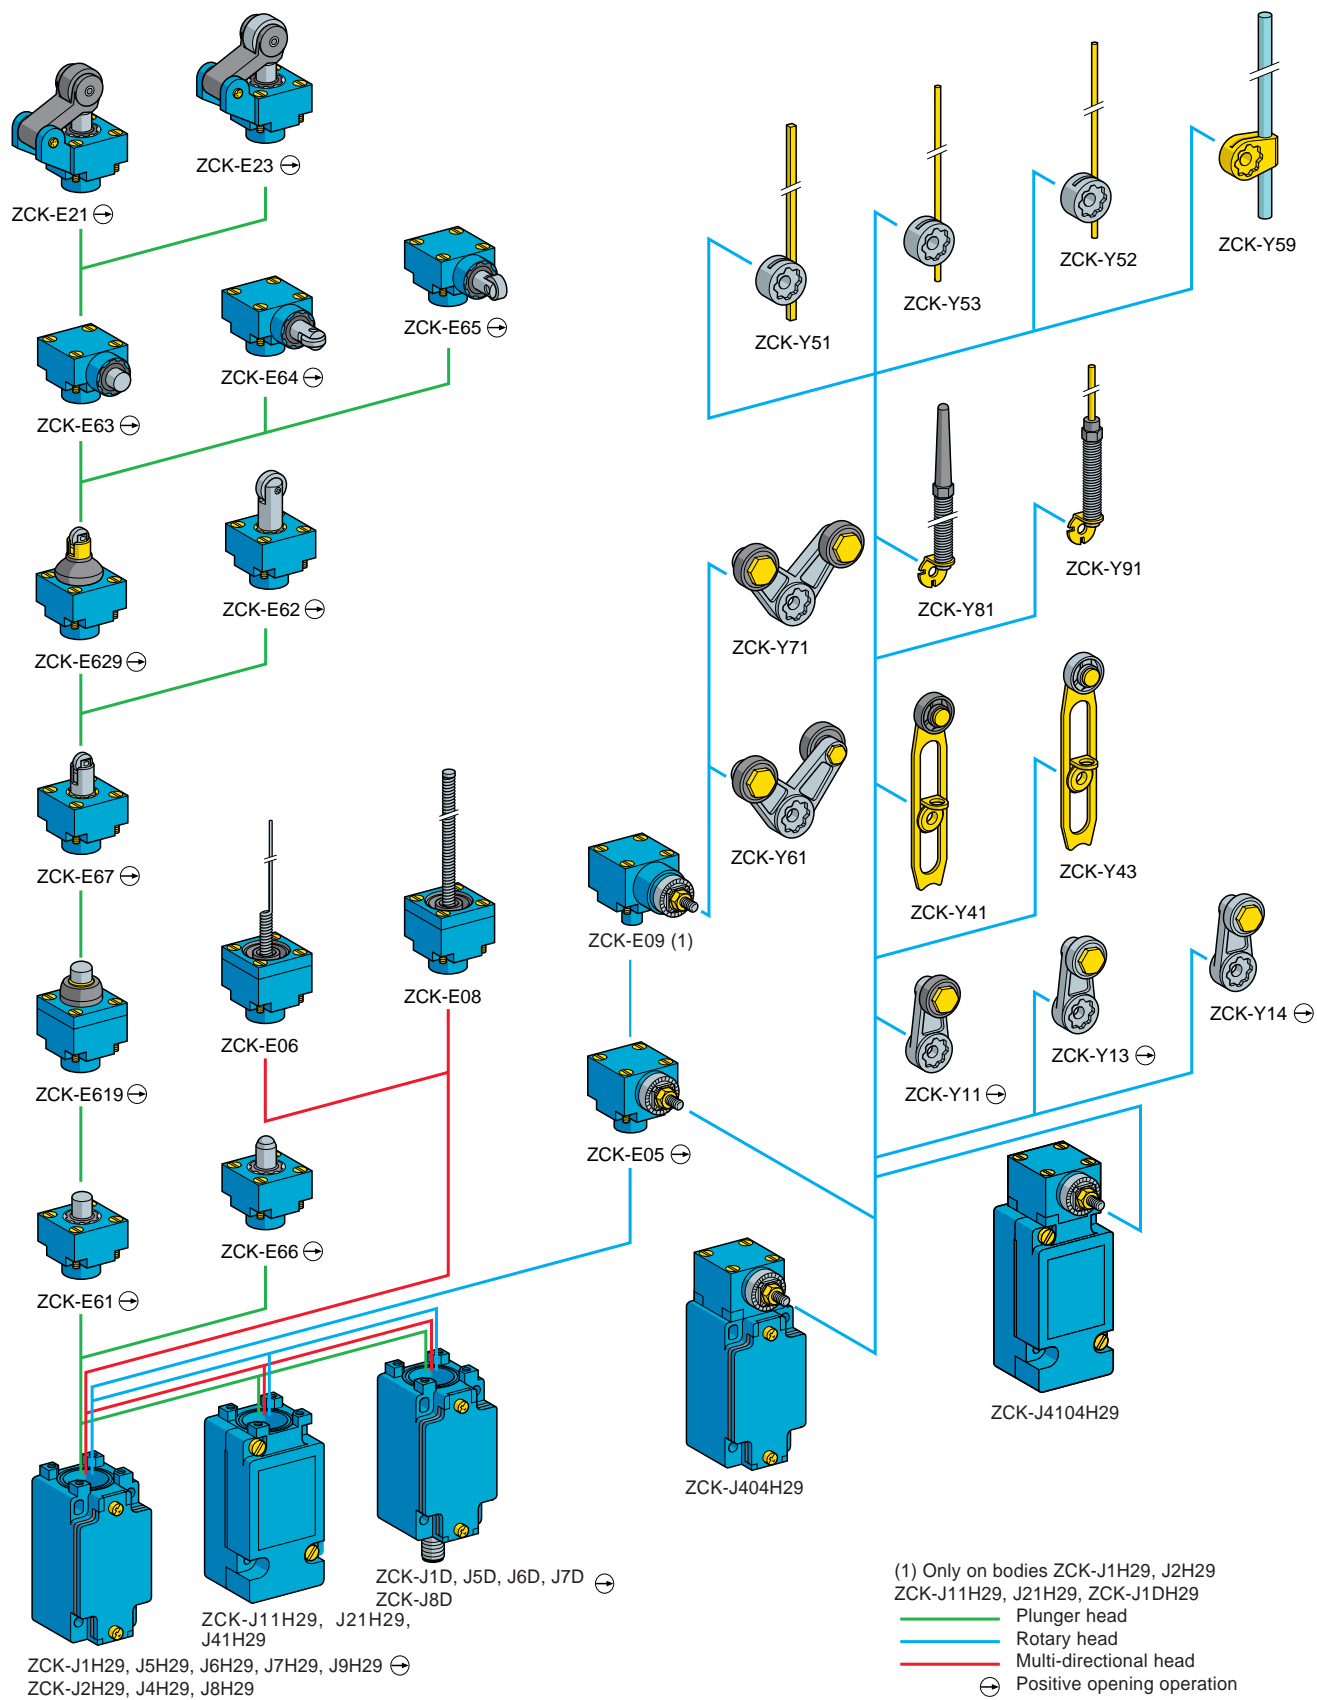 ZCK-E23
ZCK-E21
ZCK-E65
ZCK-E64
ZCK-E63
ZCK-E62
ZCK-E629
ZCK-E67
ZCK-E08
ZCK-E06
ZCK-E619
ZCK-E66
ZCK-E61
ZCK-Y59
ZCK-Y52
ZCK-Y53
ZCK-Y51
ZCK-Y91
ZCK-Y81
ZCK-Y71
ZCK-Y61
ZCK-Y43
ZCK-Y41
ZCK-E09 (1)
ZCK-Y14
ZCK-Y13
ZCK-Y11
ZCK-E05
ZCK-J4104H29
ZCK-J404H29
ZCK-J1D, J5D, J6D, J7D
ZCK-J8D
ZCK-J11H29, J21H29,
J41H29
ZCK-J1H29, J5H29, J6H29, J7H29, J9H29
ZCK-J2H29, J4H29, J8H29
(1) Only on bodies ZCK-J1H29, J2H29
ZCK-J11H29, J21H29, ZCK-J1DH29
Plunger head
Rotary head
Multi-directional head
Positive opening operation